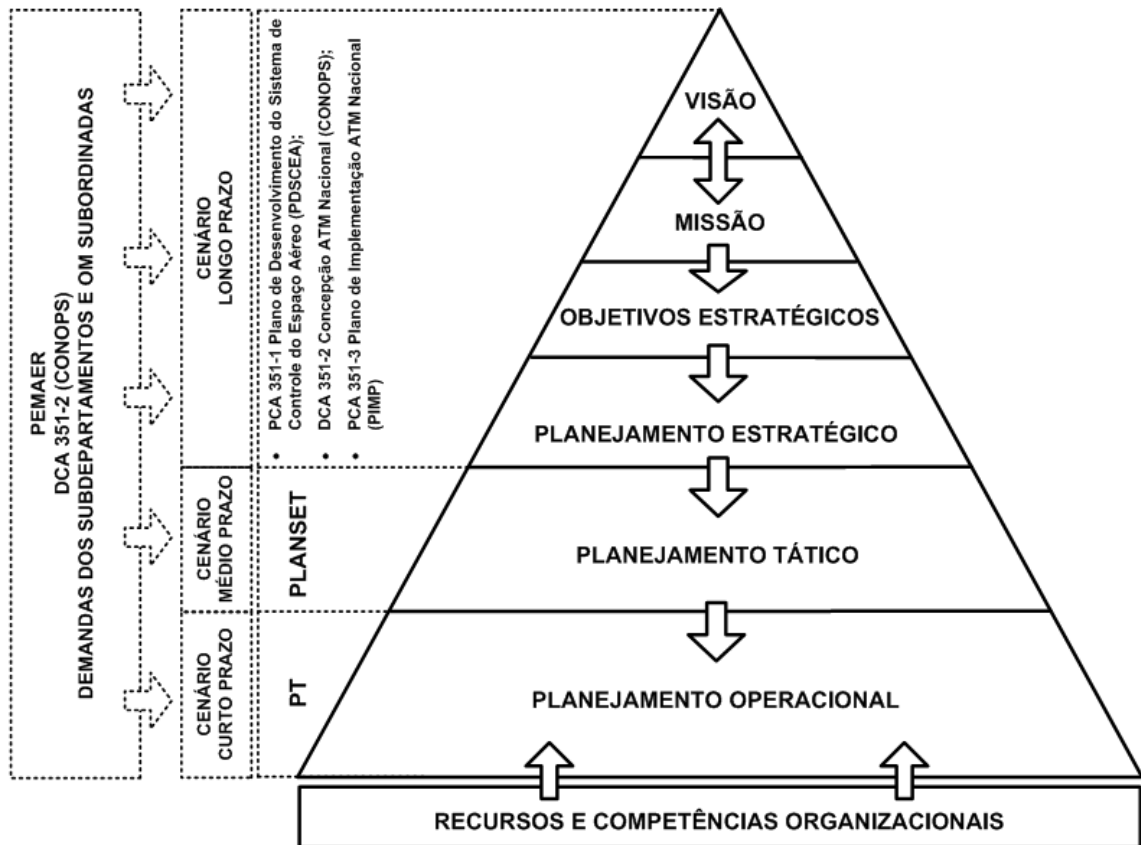 PEMAER
DCA 351-2 (CONOPS)
DEMANDAS DOS SUBDEPARTAMENTOS E OM SUBORDINADAS
CENÁRIO
LONGO PRAZO
CENÁRIO
MÉDIO PRAZO
CENÁRIO
CURTO PRAZO
• PCA 351-1 Plano de Desenvolvimento do Sistema de
Controle do Espaço Aéreo (PDSCEA);
• DCA 351-2 Concepção ATM Nacional (CONOPS);
• PCA 351-3 Plano de Implementação ATM Nacional
(PIMP)
PLANSET
PT
VISÃO
MISSÃO
OBJETIVOS ESTRATÉGICOS
PLANEJAMENTO ESTRATÉGICO
PLANEJAMENTO TÁTICO
PLANEJAMENTO OPERACIONAL
RECURSOS E COMPETÊNCIAS ORGANIZACIONAIS